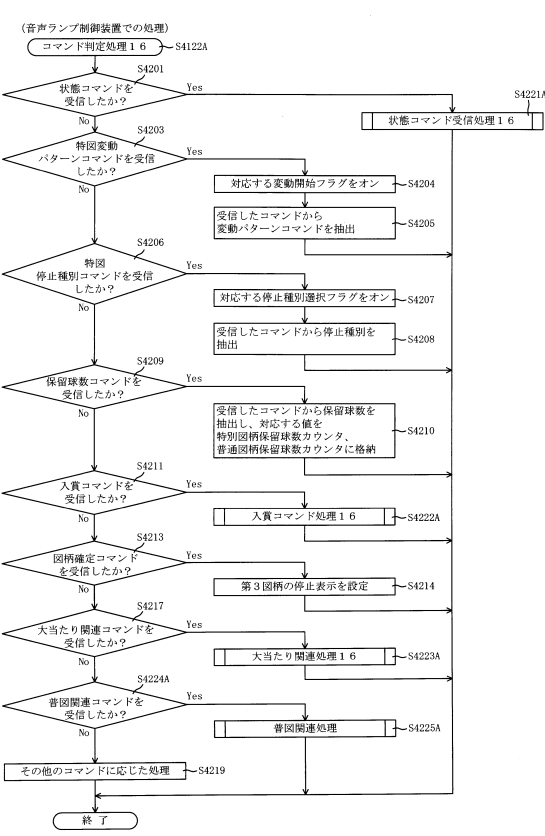 (音声ランプ制御装置での処理)
コマンド判定処理16
S4122A
S4201
状態コマンドを
受信したか?
Yes
No
S4221A
状態コマンド受信処理16
S4203
特図変動
パターンコマンドを受信
したか?
Yes
No
対応する変動開始フラグをオン
S4204
受信したコマンドから
変動パターンコマンドを抽出
S4205
S4206
特図
停止種別コマンドを受信
したか?
Yes
No
対応する停止種別選択フラグをオン
S4207
受信したコマンドから停止種別を
抽出
S4208
S4209
保留球数コマンドを
受信したか?
Yes
No
受信したコマンドから保留球数を
抽出し、対応する値を
特別図柄保留球数カウンタ、
普通図柄保留球数カウンタに格納
S4210
S4211
入賞コマンドを
受信したか?
Yes
No
入賞コマンド処理16
S4222A
S4213
図柄確定コマンド
を受信したか?
Yes
No
第3図柄の停止表示を設定
S4214
S4217
大当たり関連コマンドを
受信したか?
Yes
No
大当たり関連処理16
S4223A
S4224A
普図関連コマンドを
受信したか?
Yes
No
普図関連処理
S4225A
その他のコマンドに応じた処理
S4219
終了